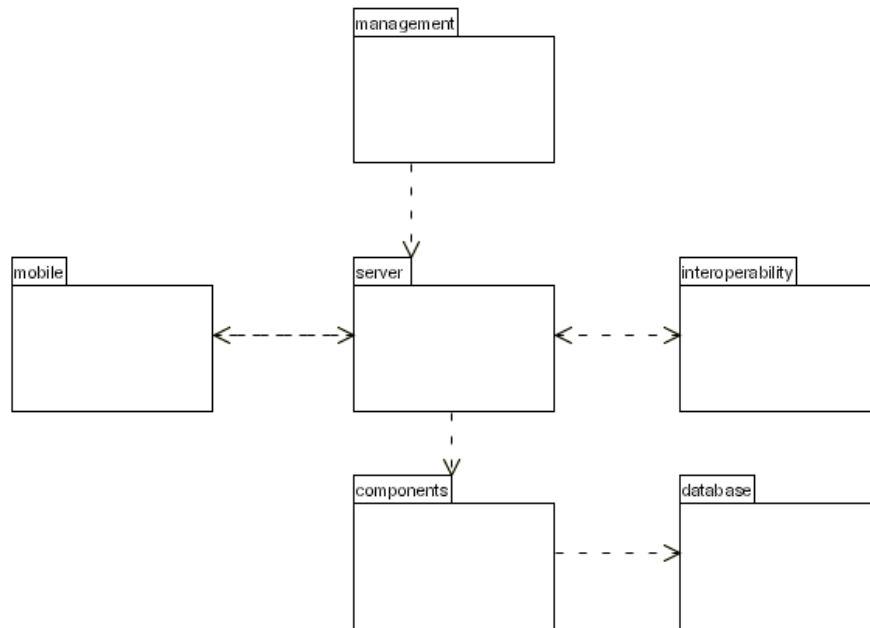 management
mobile
server
interoperability
components
database